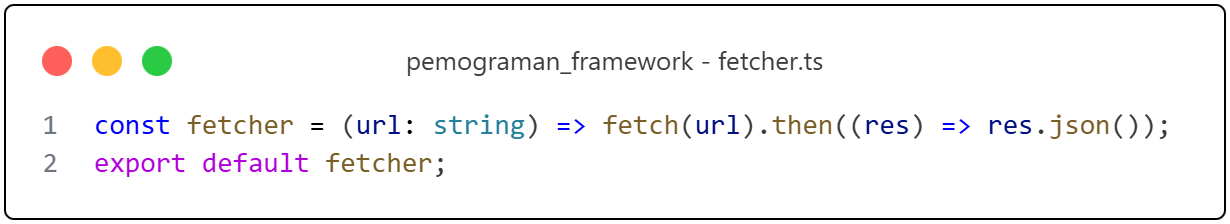 pemograman_framework - fetcher.ts
1 const fetcher = (url: string) => fetch(url).then((res) => res.json());
2 export default fetcher;